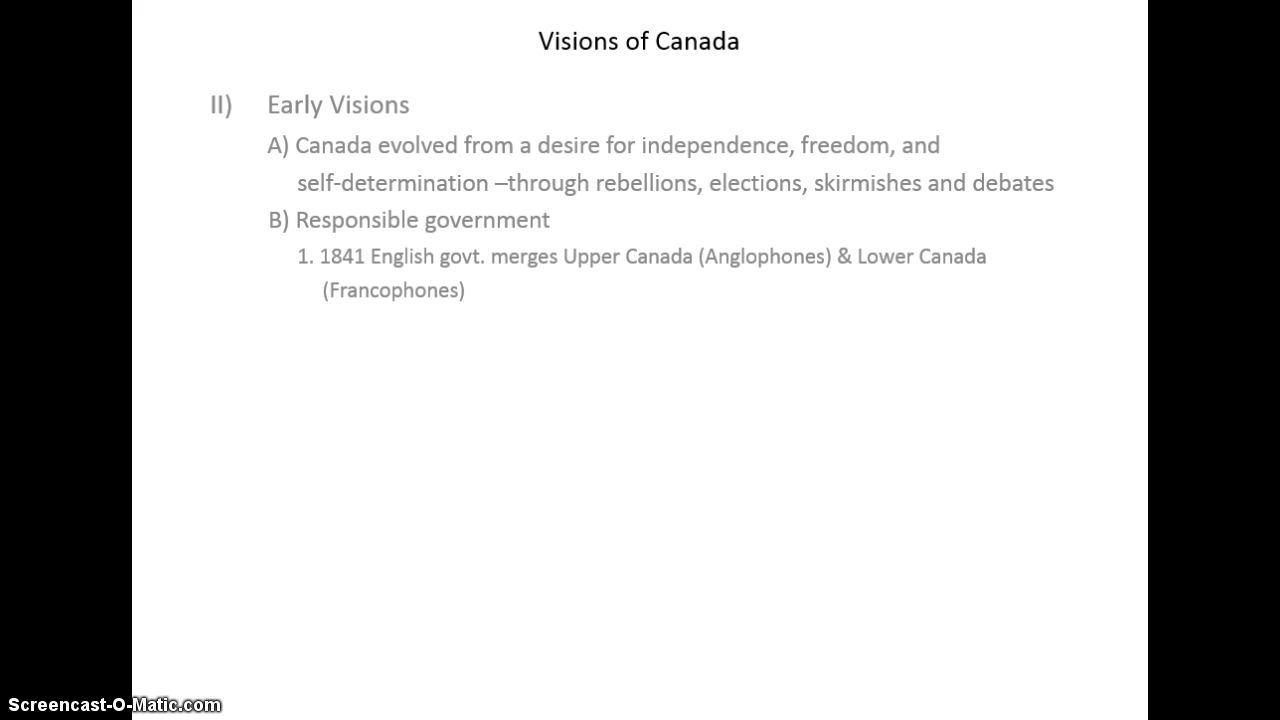 Visions of Canada
II) Early Visions
A) Canada evolved from a desire for independence, freedom, and
self-determination –through rebellions, elections, skirmishes and debates
B) Responsible government
1. 1841 English govt. merges Upper Canada (Anglophones) & Lower Canada
(Francophones)
Screencast-O-Matic.com